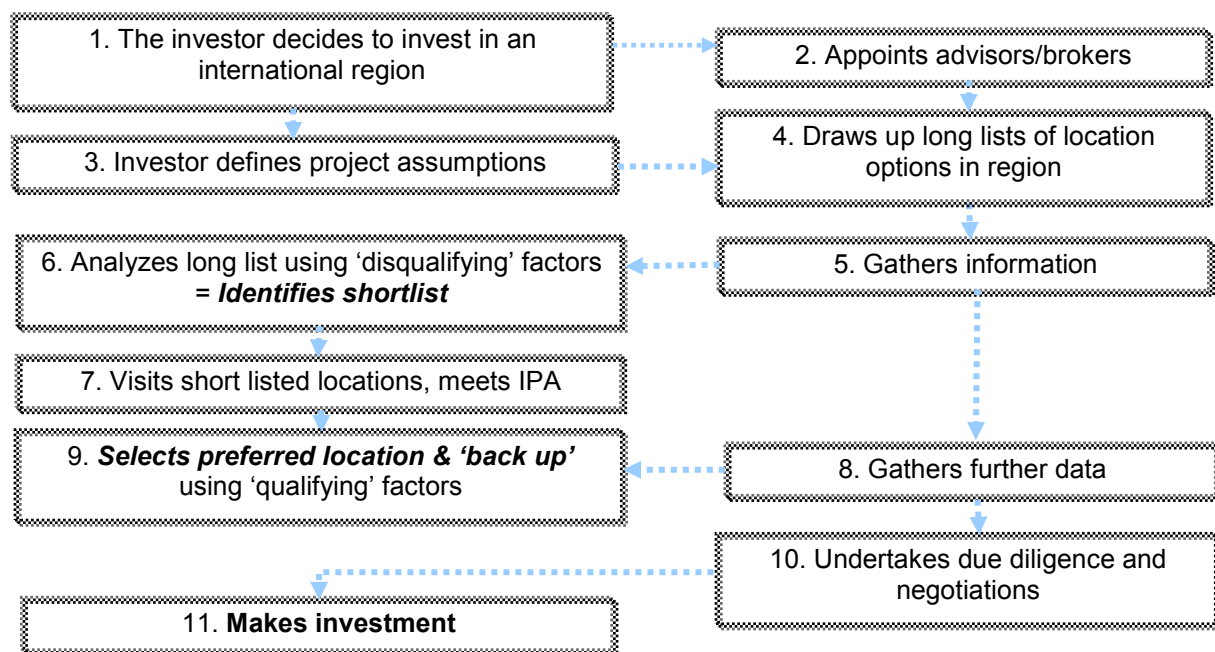 1. The investor decides to invest in an
international region
2. Appoints advisors/brokers
3. Investor defines project assumptions
4. Draws up long lists of location
options in region
5. Gathers information
6. Analyzes long list using ‘disqualifying’ factors
= Identifies shortlist
7. Visits short listed locations, meets IPA
8. Gathers further data
9. Selects preferred location & ‘back up’
using ‘qualifying’ factors
10. Undertakes due diligence and
negotiations
11. Makes investment